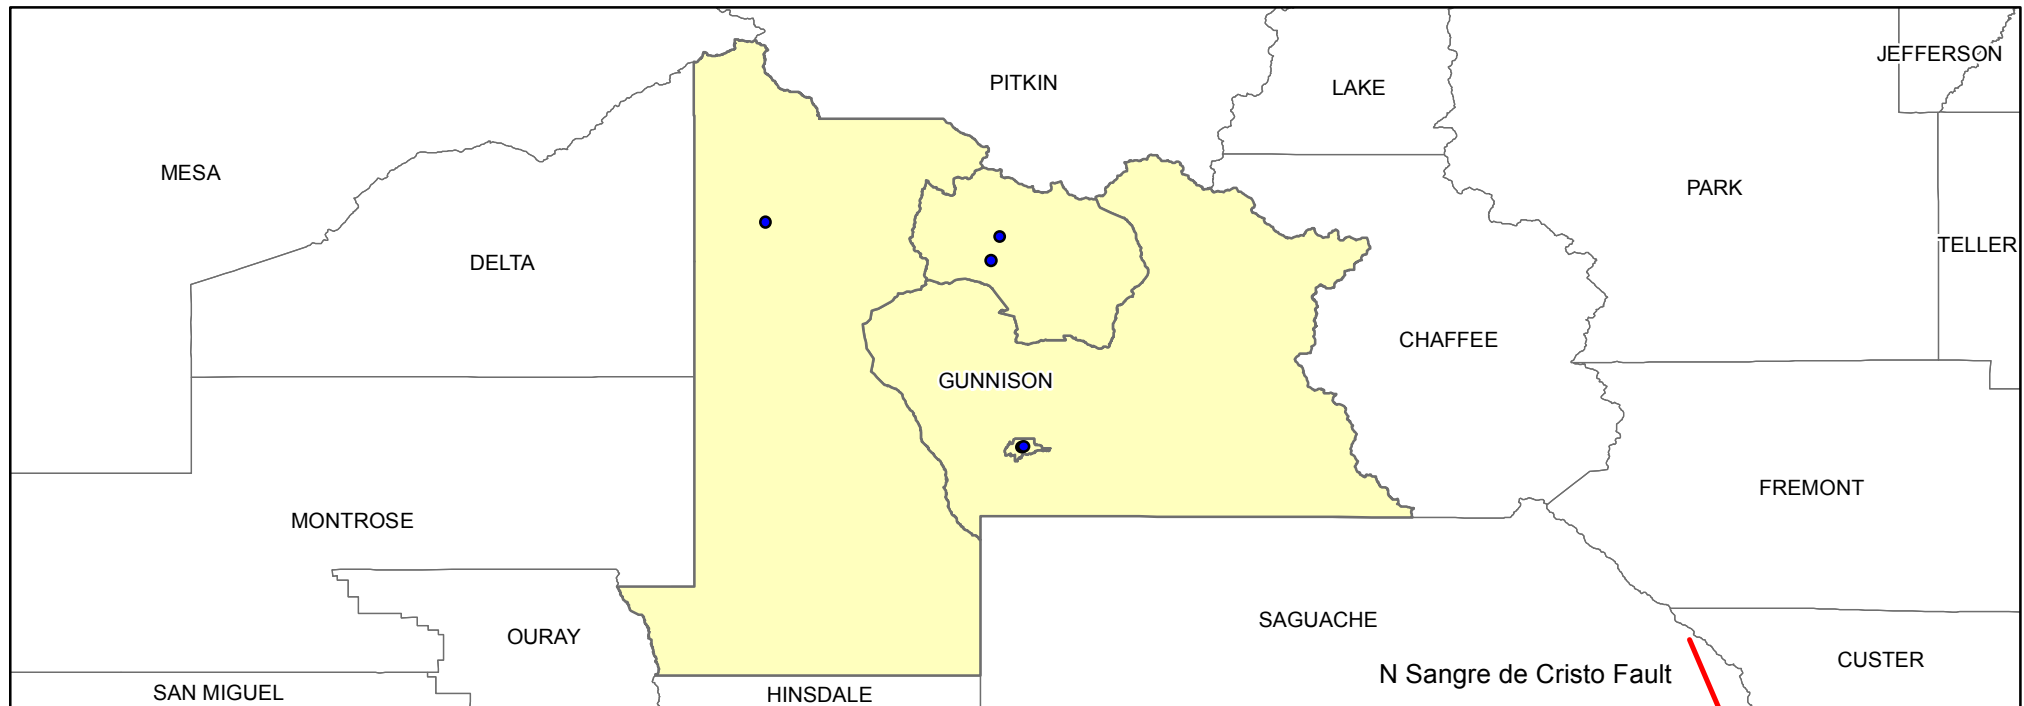 JEFFERSON
PITKIN
LAKE
MESA
PARK
TELLER
DELTA
CHAFFEE
GUNNISON
FREMONT
MONTROSE
SAGUACHE
OURAY
CUSTER
N Sangre de Cristo Fault
SAN MIGUEL
HINSDALE